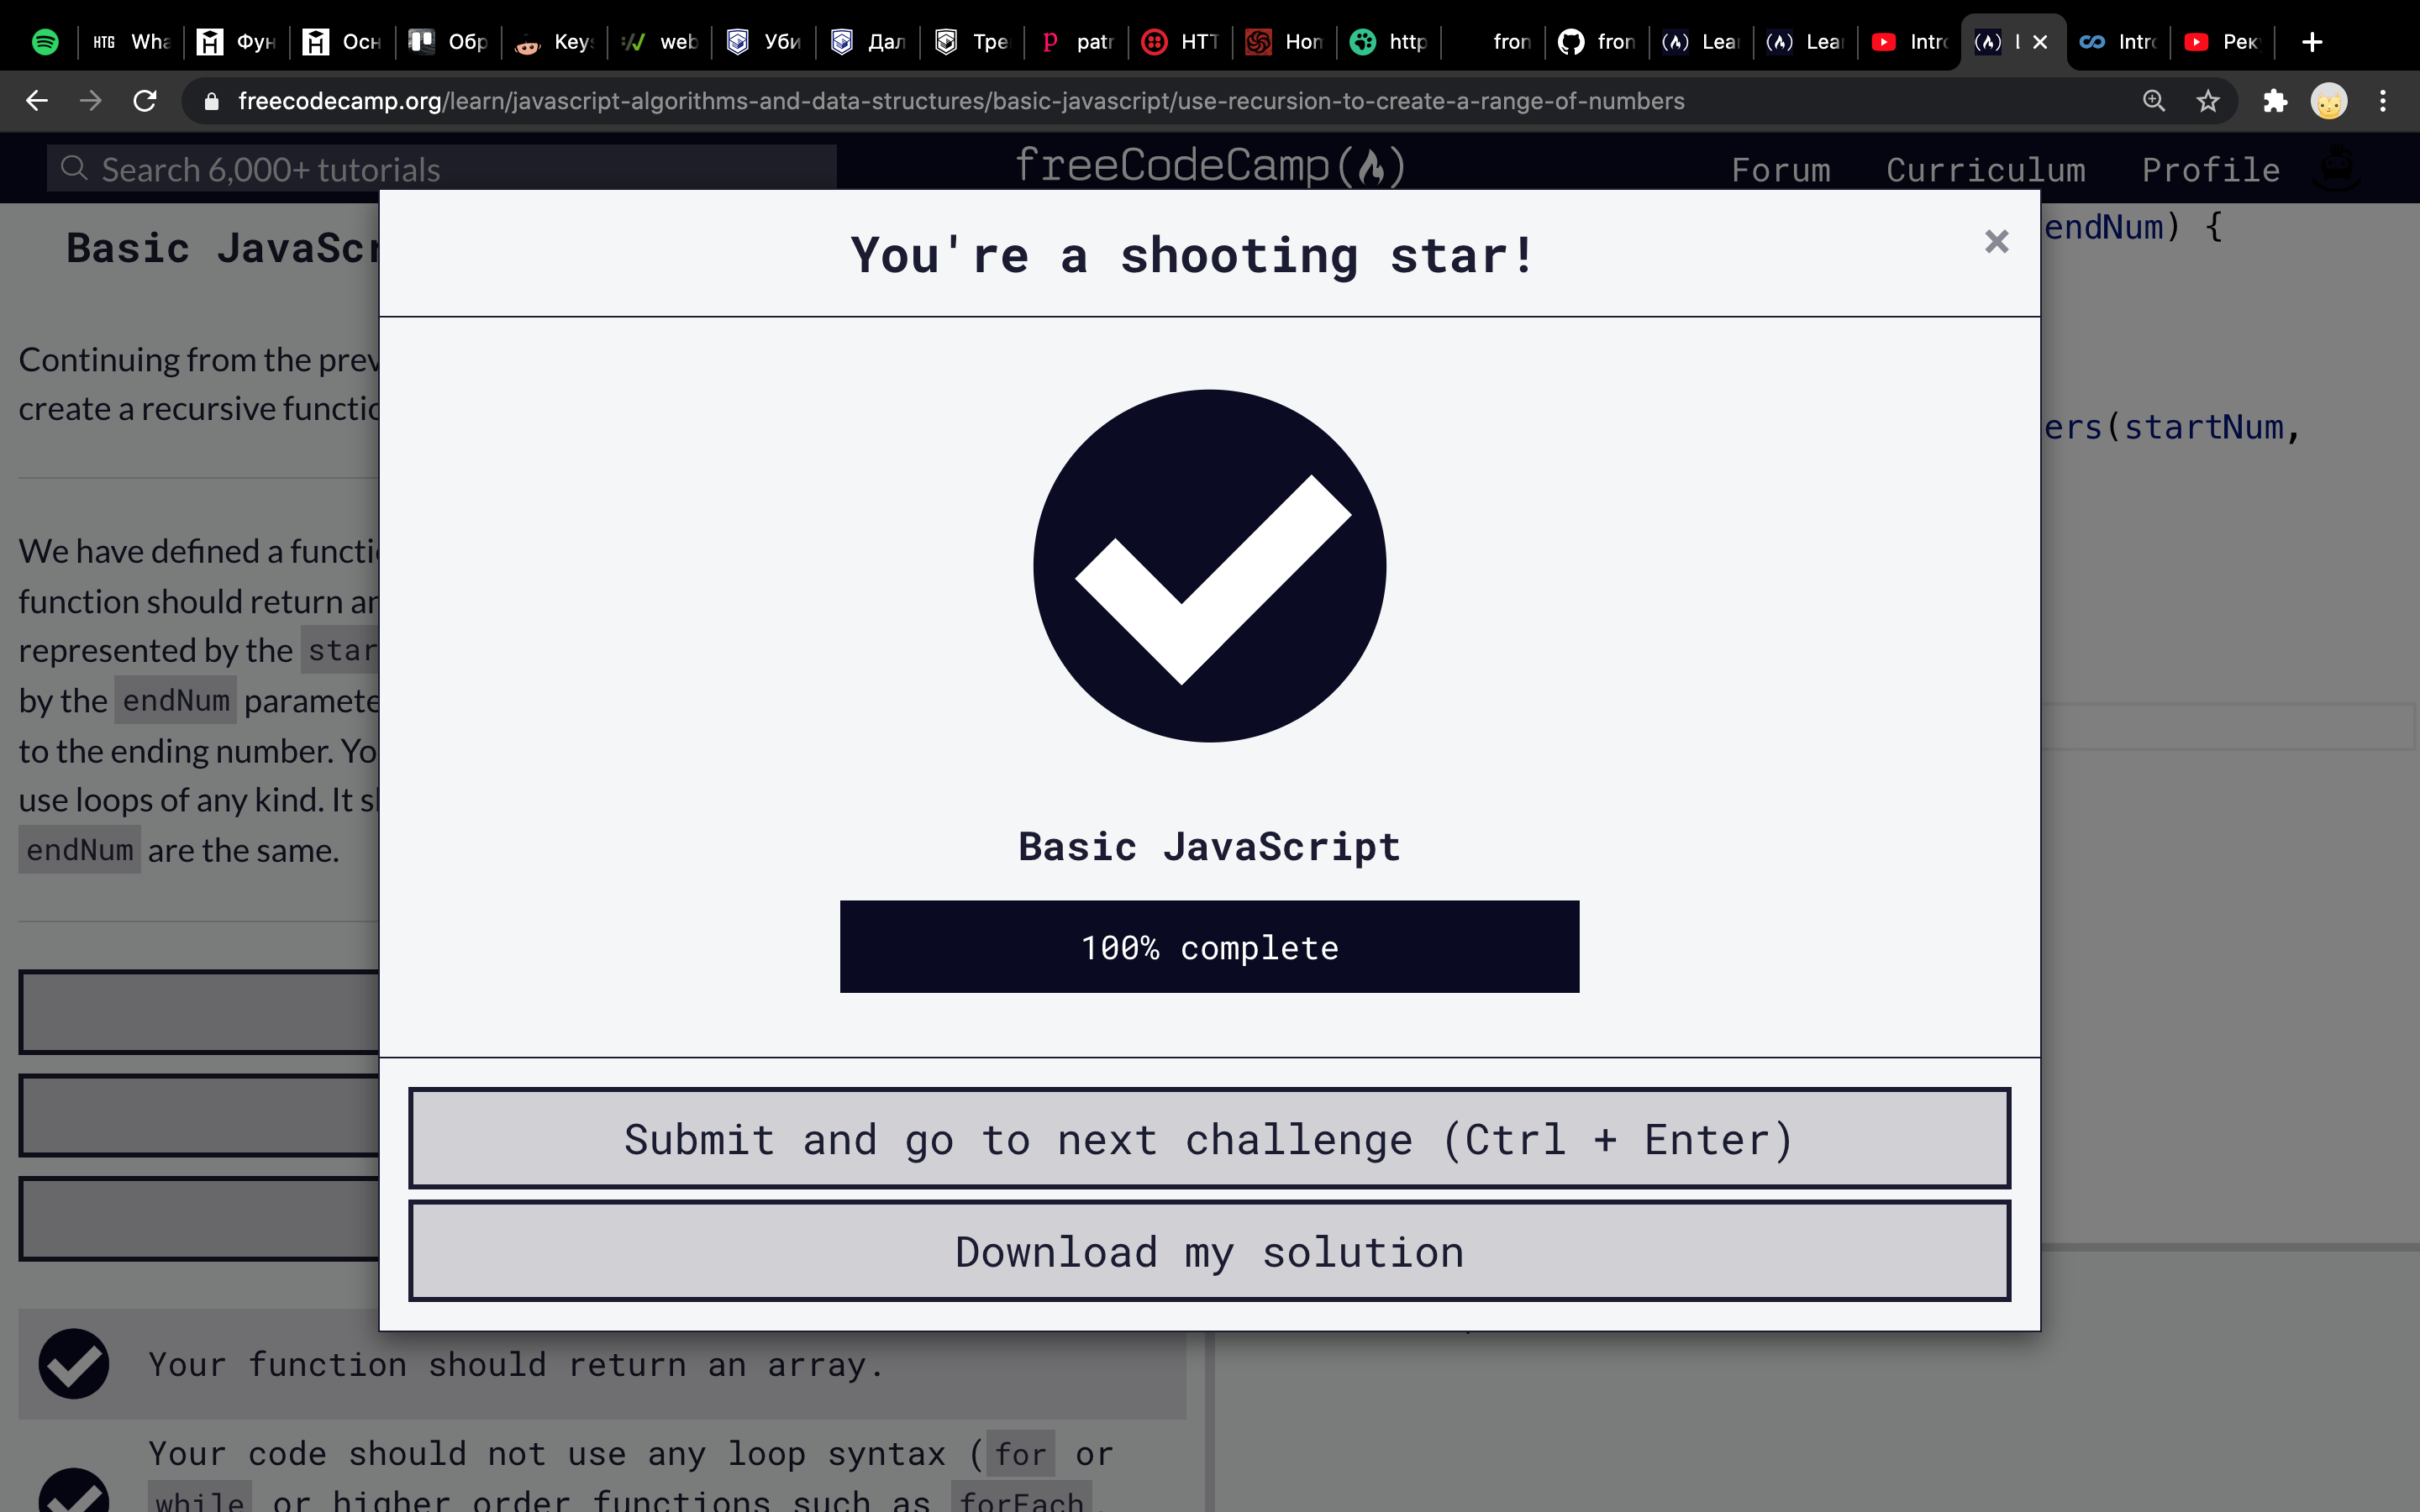 HTG Wha Фун Осн Обр Key web Уби Дал Тре patr HTT Hom http fron fron Lea Lea Intro Intro Рек
freecodecamp.org/learn/javascript-algorithms-and-data-structures/basic-javascript/use-recursion-to-create-a-range-of-numbers
Search 6,000+ tutorials
freeCodeCamp
Forum Curriculum Profile
Basic JavaScr
endNum) {
You're a shooting star!
Continuing from the prev
create a recursive functio
ers(startNum,
We have defined a functi
function should return an
represented by the star
by the endNum paramete
to the ending number. Yo
use loops of any kind. It s
endNum are the same.
Basic JavaScript
100% complete
Submit and go to next challenge (Ctrl + Enter)
Download my solution
Your function should return an array.
Your code should not use any loop syntax (for or
while or higher order functions such as forEach,